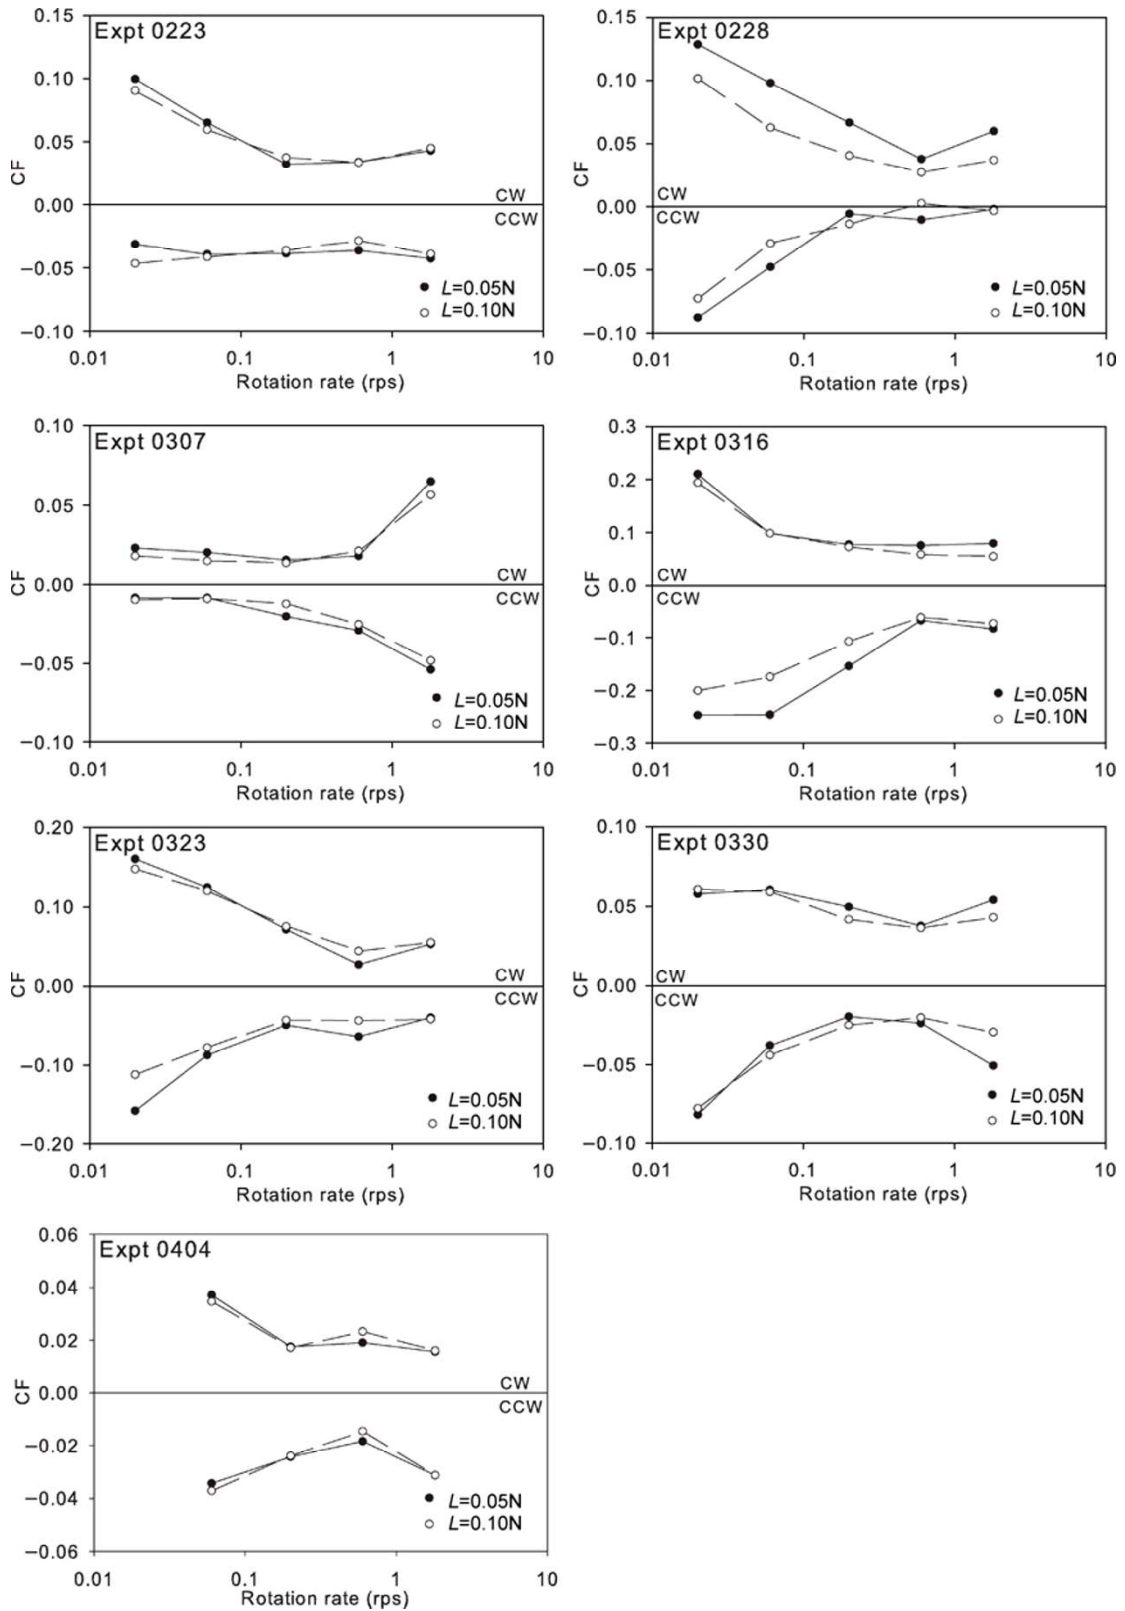 Expt 0223
0.15
0.10
0.05
0.00
−0.05
−0.10
CF
CW
CCW
L=0.05N
L=0.10N
0.01 0.1 1 10
Rotation rate (rps)
Expt 0228
0.15
0.10
0.05
0.00
−0.05
−0.10
CF
CW
CCW
L=0.05N
L=0.10N
0.01 0.1 1 10
Rotation rate (rps)
Expt 0307
0.10
0.05
0.00
−0.05
−0.10
CF
CW
CCW
L=0.05N
L=0.10N
0.01 0.1 1 10
Rotation rate (rps)
Expt 0316
0.3
0.2
0.1
0.0
−0.1
−0.2
−0.3
CF
CW
CCW
L=0.05N
L=0.10N
0.01 0.1 1 10
Rotation rate (rps)
Expt 0323
0.20
0.10
0.00
−0.10
−0.20
CF
CW
CCW
L=0.05N
L=0.10N
0.01 0.1 1 10
Rotation rate (rps)
Expt 0330
0.10
0.05
0.00
−0.05
−0.10
CF
CW
CCW
L=0.05N
L=0.10N
0.01 0.1 1 10
Rotation rate (rps)
Expt 0404
0.06
0.04
0.02
0.00
−0.02
−0.04
−0.06
CF
CW
CCW
L=0.05N
L=0.10N
0.01 0.1 1 10
Rotation rate (rps)